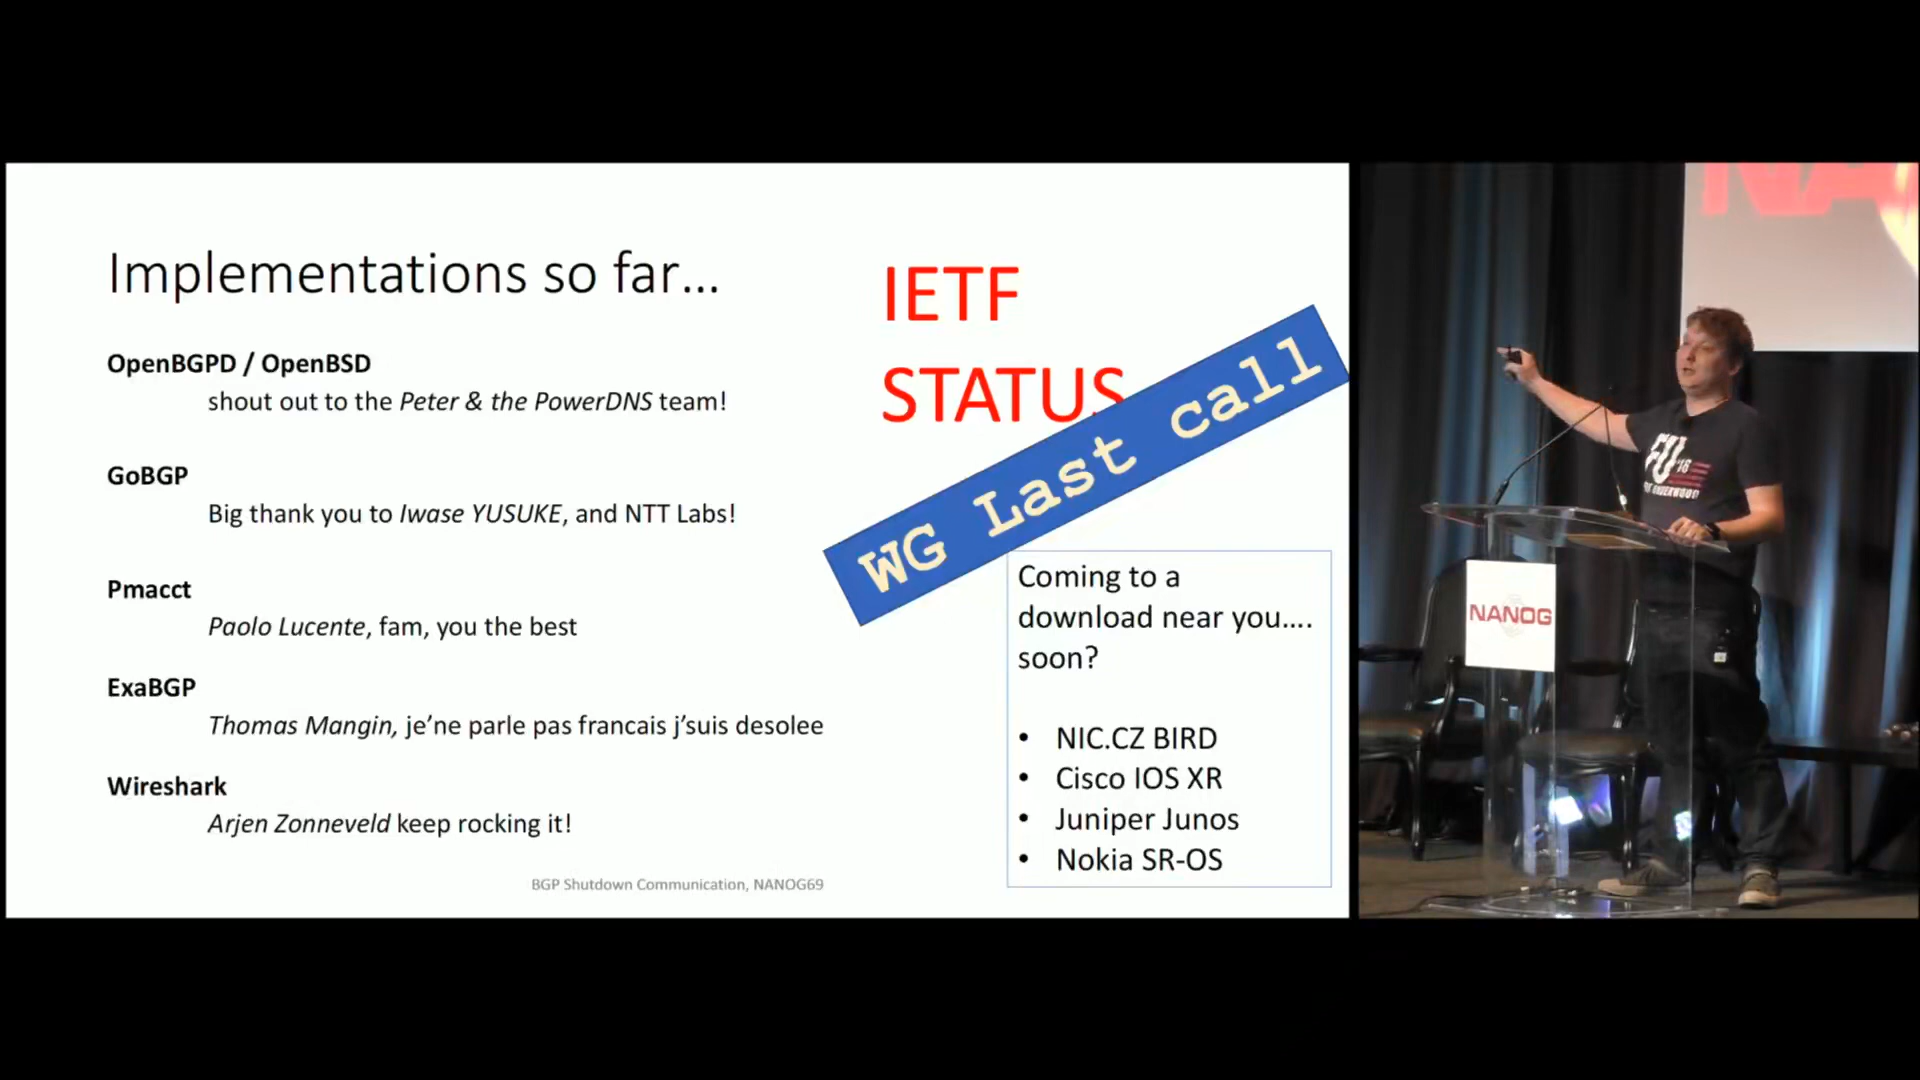 Implementations so far...
OpenBGPD / OpenBSD
shout out to the Peter & the PowerDNS team!
GoBGP
Big thank you to Iwase YUSUKE, and NTT Labs!
Pmacct
Paolo Lucente, fam, you the best
ExaBGP
Thomas Mangin, je'ne parle pas francais j'suis desolee
Wireshark
Arjen Zonneveld keep rocking it!
BGP Shutdown Communication, NANOG69
IETF
STATUS
WG Last call
Coming to a
download near you....
soon?
• NIC.CZ BIRD
• Cisco IOS XR
• Juniper Junos
• Nokia SR-OS
FU '16
NANOG